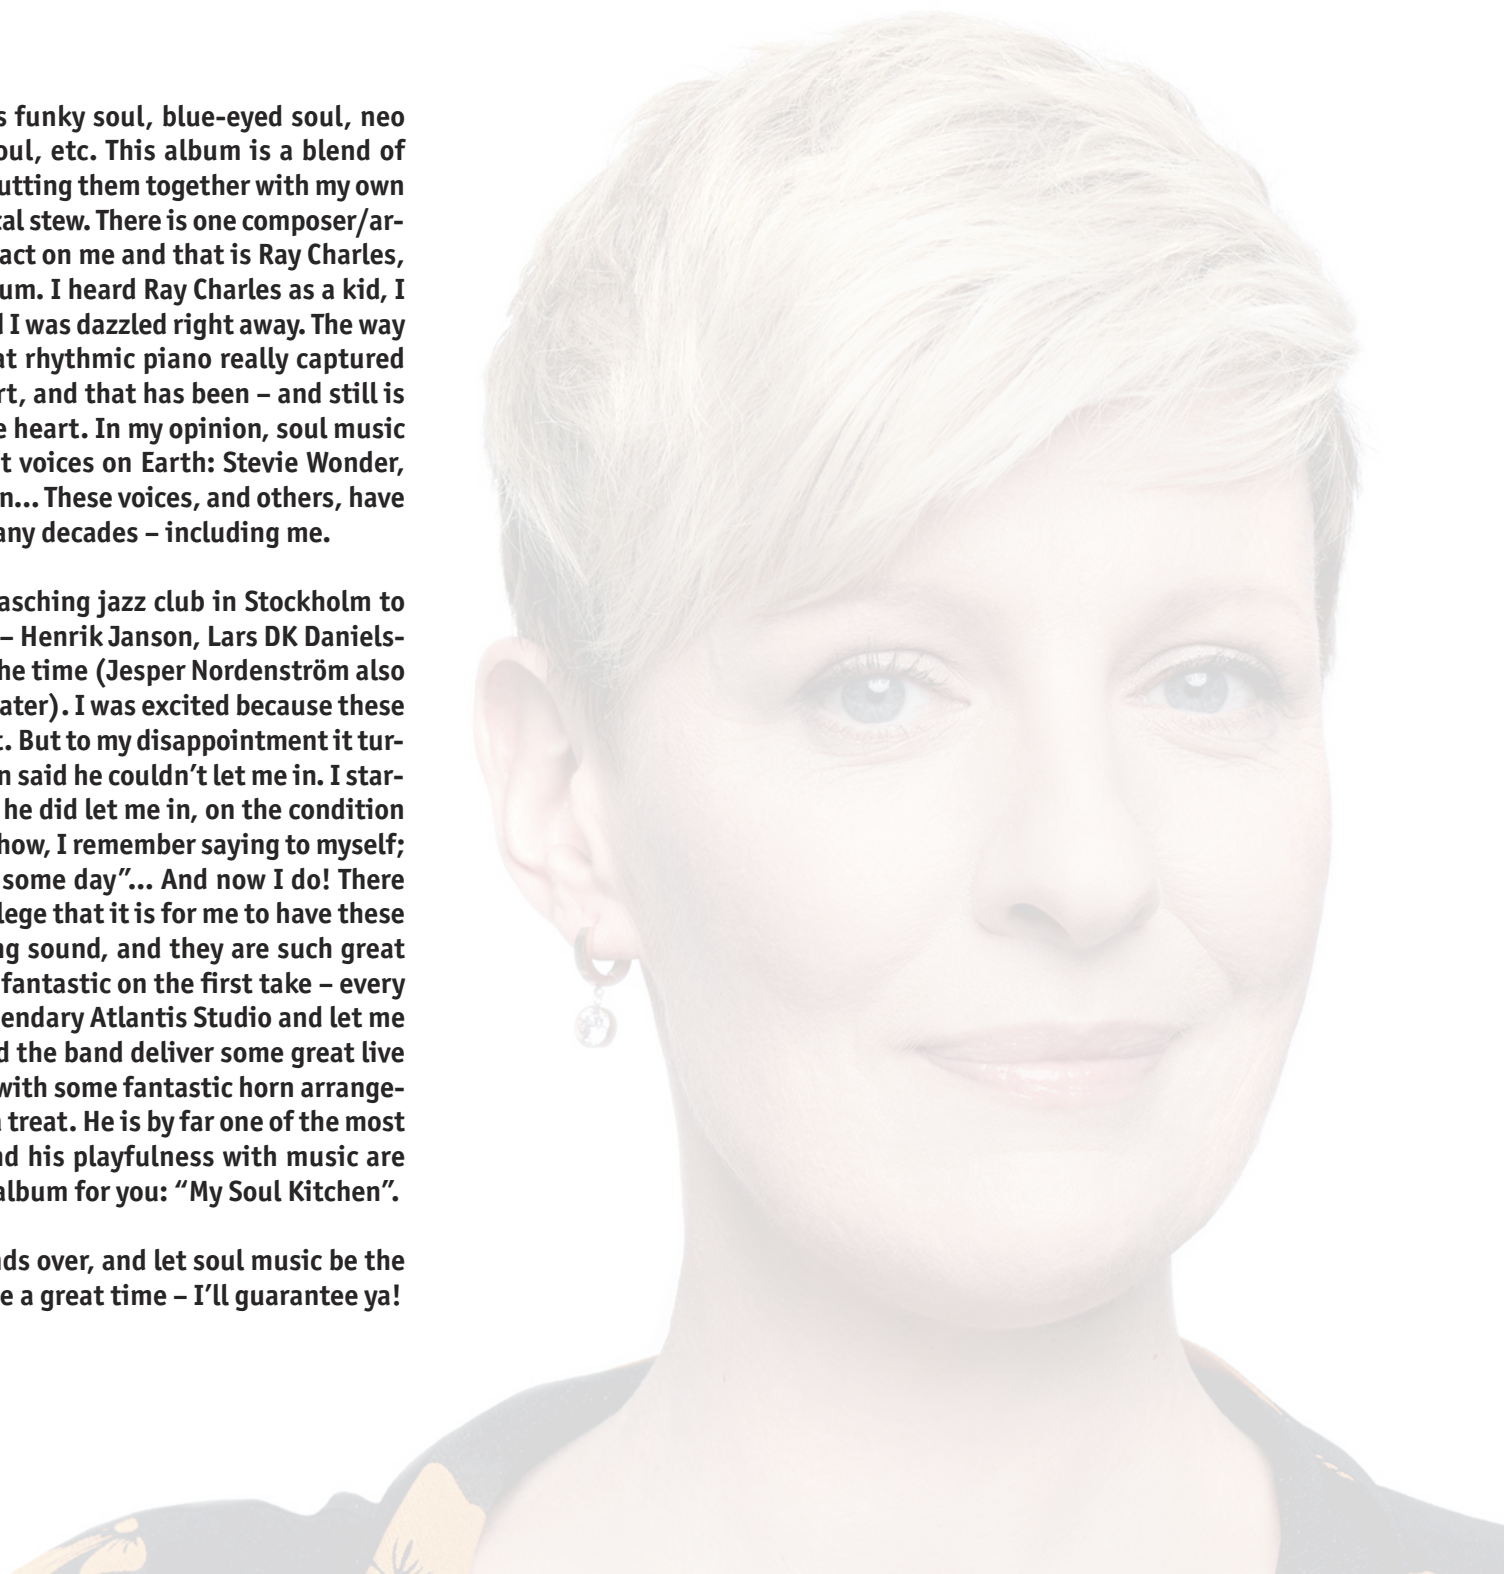 s funky soul, blue-eyed soul, neo
oul, etc. This album is a blend of
utting them together with my own
cal stew. There is one composer/ar-
act on me and that is Ray Charles,
um. I heard Ray Charles as a kid, I
d I was dazzled right away. The way
at rhythmic piano really captured
rt, and that has been – and still is
e heart. In my opinion, soul music
t voices on Earth: Stevie Wonder,
n... These voices, and others, have
any decades – including me.
asching jazz club in Stockholm to
– Henrik Janson, Lars DK Daniels-
he time (Jesper Nordenström also
ater). I was excited because these
t. But to my disappointment it tur-
n said he couldn’t let me in. I star-
he did let me in, on the condition
how, I remember saying to myself;
some day”... And now I do! There
lege that it is for me to have these
ng sound, and they are such great
fantastic on the first take – every
endary Atlantis Studio and let me
d the band deliver some great live
with some fantastic horn arrange-
a treat. He is by far one of the most
nd his playfulness with music are
album for you: “My Soul Kitchen”.
ds over, and let soul music be the
e a great time – I’ll guarantee ya!